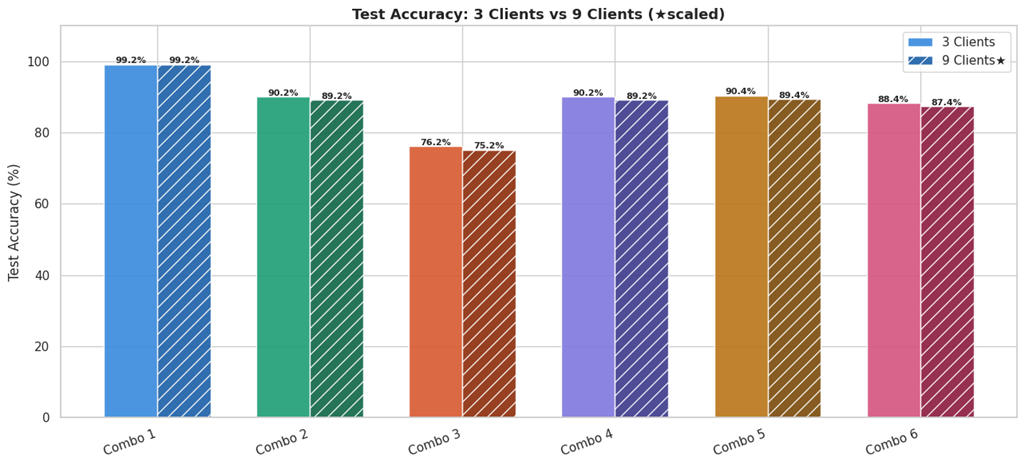 Test Accuracy: 3 Clients vs 9 Clients (★scaled)
3 Clients
9 Clients★
Test Accuracy (%)
100
80
60
40
20
0
99.2% 99.2% 90.2% 89.2% 76.2% 75.2% 90.2% 89.2% 90.4% 89.4% 88.4% 87.4%
Combo 1 Combo 2 Combo 3 Combo 4 Combo 5 Combo 6